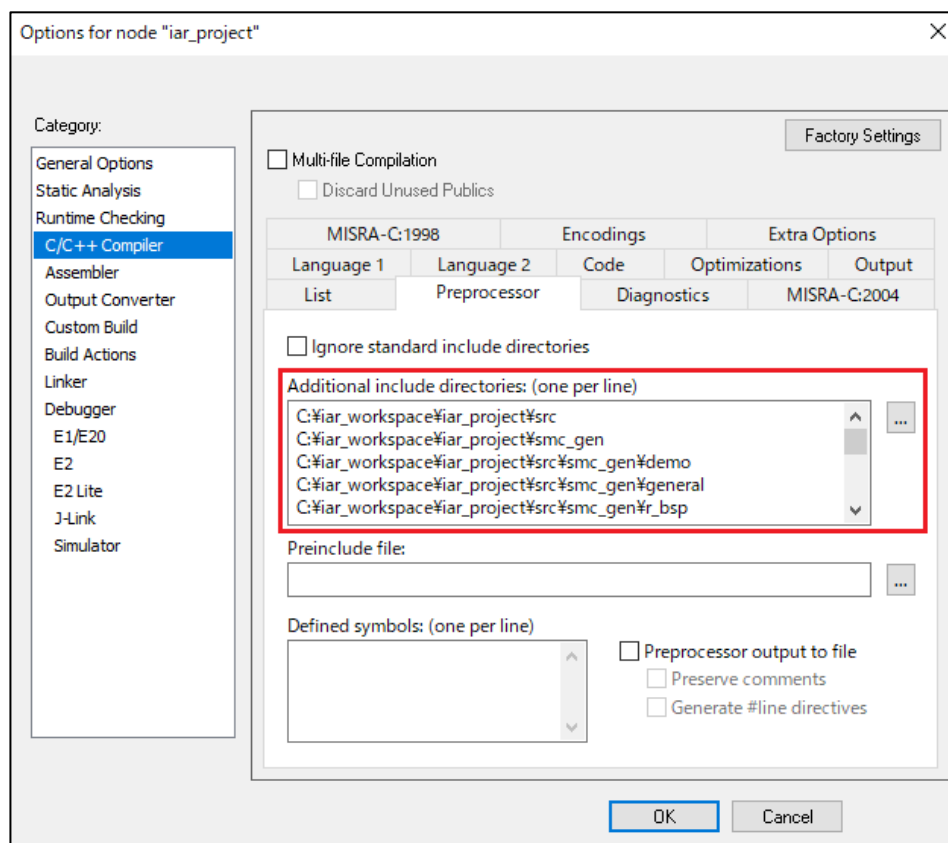 Options for node "iar_project"
Category:
General Options
Static Analysis
Runtime Checking
C/C++ Compiler
Assembler
Output Converter
Custom Build
Build Actions
Linker
Debugger
E1/E20
E2
E2 Lite
J-Link
Simulator
Factory Settings
Multi-file Compilation
Discard Unused Publics
MISRA-C:1998 Encodings Extra Options
Language 1 Language 2 Code Optimizations Output
List Preprocessor Diagnostics MISRA-C:2004
Ignore standard include directories
Additional include directories: (one per line)
C:¥iar_workspace¥iar_project¥src
C:¥iar_workspace¥iar_project¥smc_gen
C:¥iar_workspace¥iar_project¥src¥smc_gen¥demo
C:¥iar_workspace¥iar_project¥src¥smc_gen¥general
C:¥iar_workspace¥iar_project¥src¥smc_gen¥r_bsp
...
Preinclude file:
...
Defined symbols: (one per line)
Preprocessor output to file
Preserve comments
Generate #line directives
OK Cancel